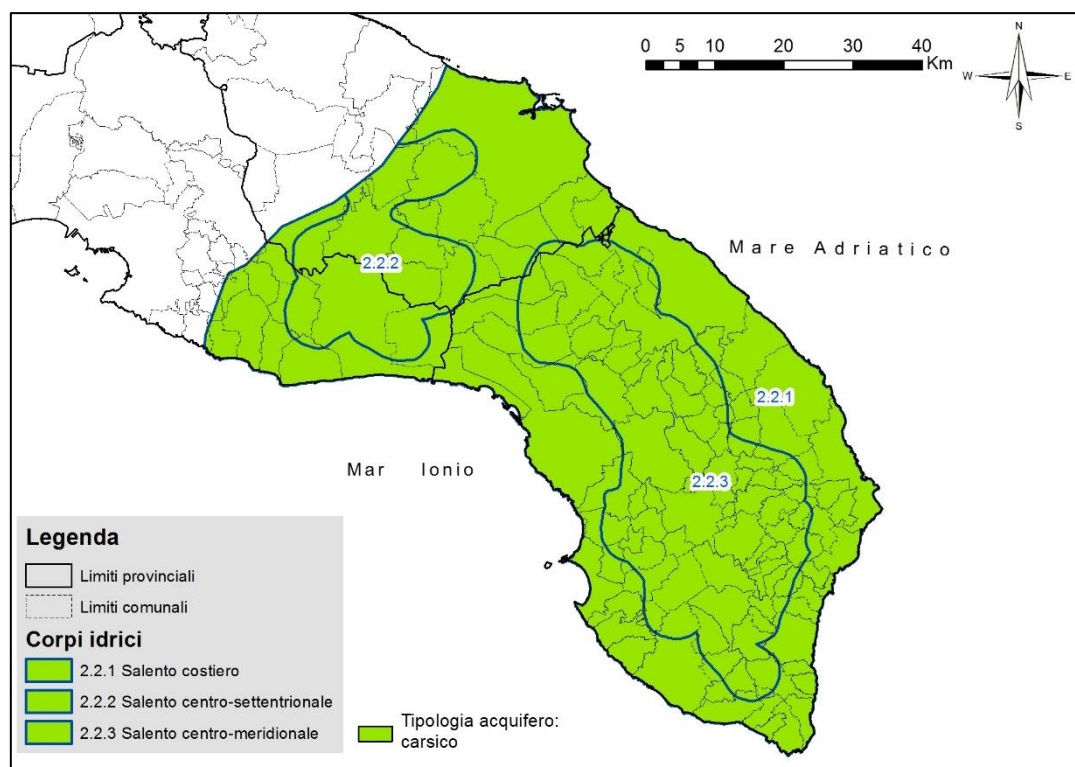 0 5 10 20 30 40
Km
N
W E
S
2.2.2
Mare Adriatico
2.2.1
Mar Ionio
2.2.3
Legenda
Limiti provinciali
Limiti comunali
Corpi idrici
2.2.1 Salento costiero
2.2.2 Salento centro-settentrionale
2.2.3 Salento centro-meridionale
Tipologia acquifero:
carsico